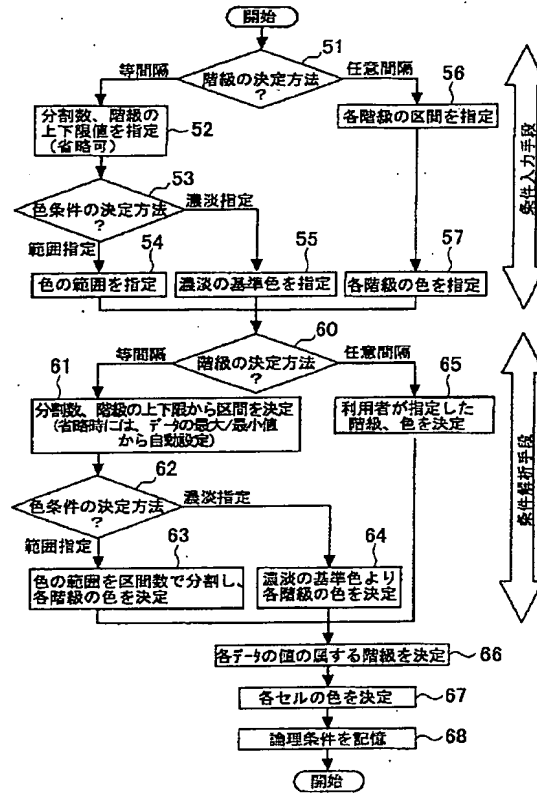 開始
51
階級の決定方法
?
等間隔
任意間隔
52
分割数、階級の
上下限値を指定
(省略可)
56
各階級の区間を指定
53
色条件の決定方法
?
濃淡指定
範囲指定
54
色の範囲を指定
55
濃淡の基準色を指定
57
各階級の色を指定
条件入力手段
60
階級の決定方法
?
等間隔
任意間隔
61
分割数、階級の上下限から区間を決定
(省略時には、データの最大/最小値
から自動設定)
65
利用者が指定した
階級、色を決定
62
色条件の決定方法
?
濃淡指定
範囲指定
63
色の範囲を区間数で分割し、
各階級の色を決定
64
濃淡の基準色より
各階級の色を決定
条件解析手段
各データの値の属する階級を決定
66
各セルの色を決定
67
論理条件を記憶
68
開始